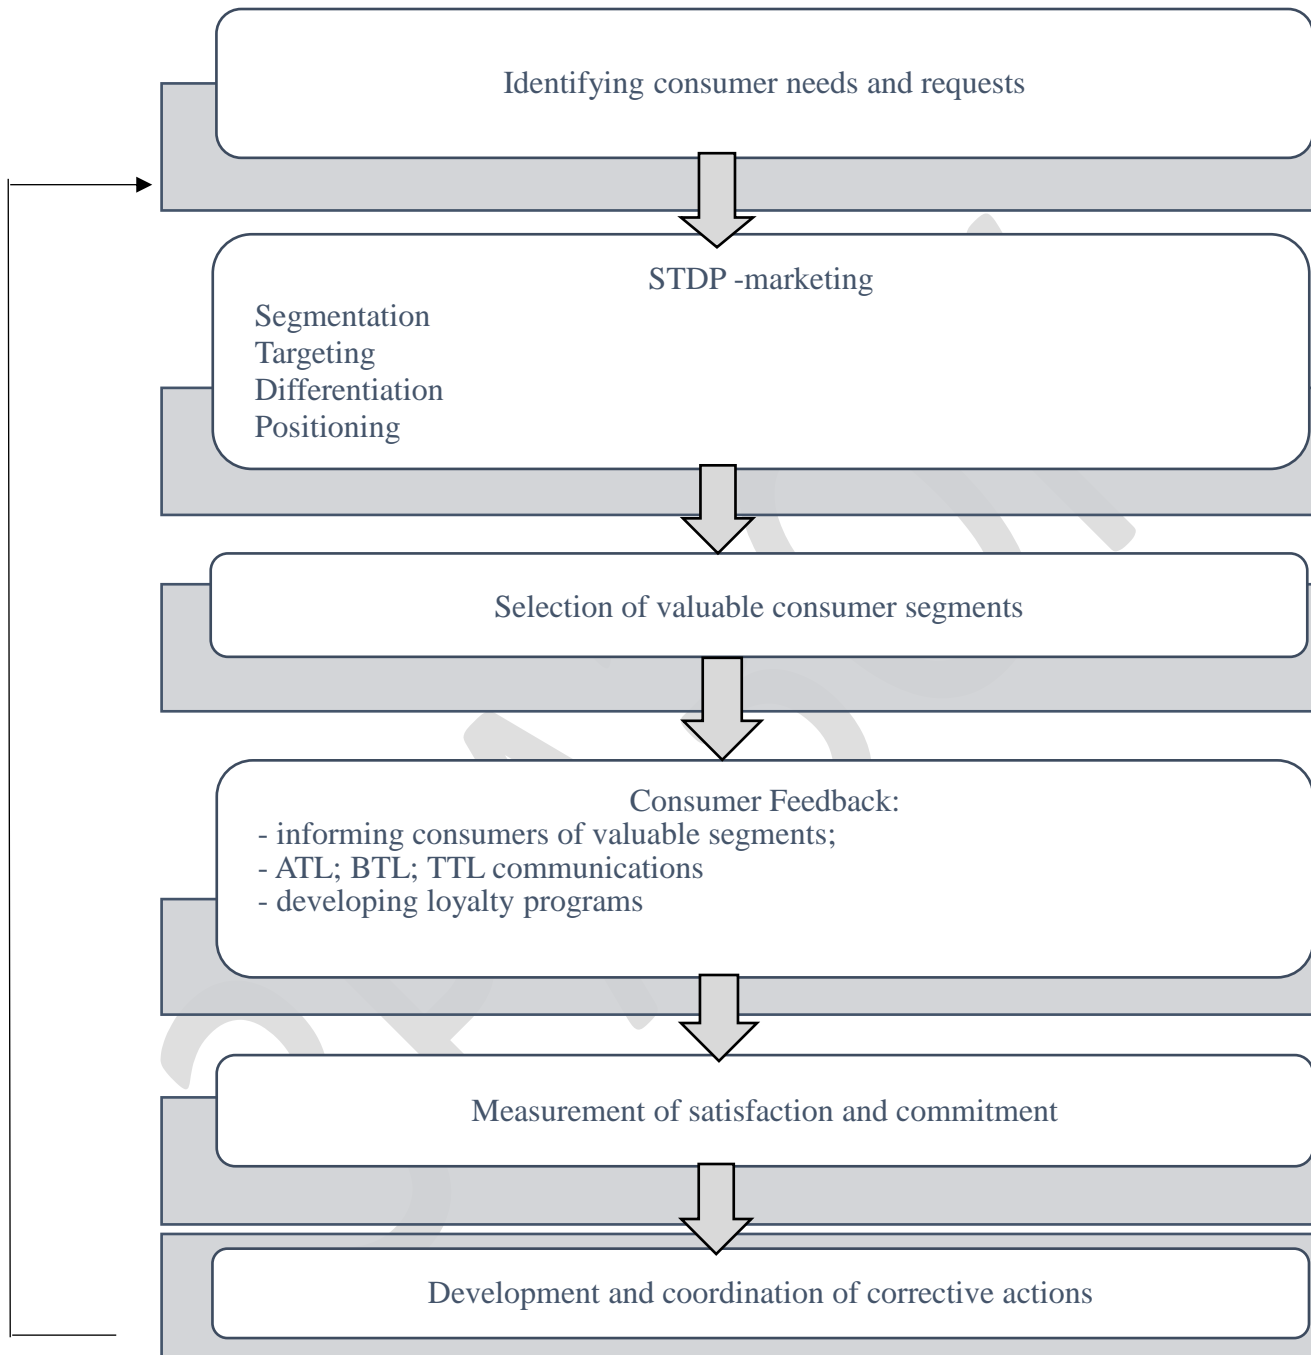 Identifying consumer needs and requests
STDP -marketing
Segmentation
Targeting
Differentiation
Positioning
Selection of valuable consumer segments
Consumer Feedback:
- informing consumers of valuable segments;
- ATL; BTL; TTL communications
- developing loyalty programs
Measurement of satisfaction and commitment
Development and coordination of corrective actions